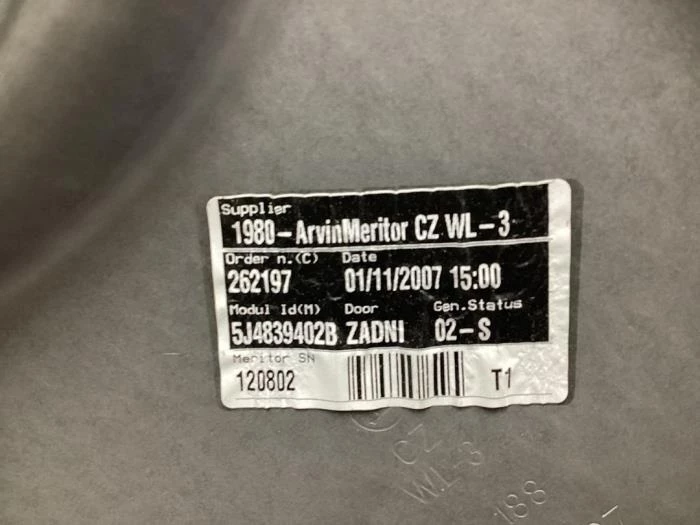 Supplier
1980-ArvinMeritor CZ WL-3
Order n.(C) Date
262197 01/11/2007 15:00
Modul Id(M) Door Gen.Status
5J4839402B ZADNI 02-S
Meritor SN
120802 T1
CZ
WL-3
188